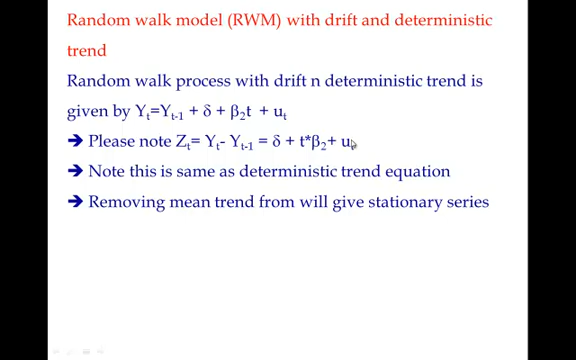 Random walk model (RWM) with drift and deterministic
trend
Random walk process with drift n deterministic trend is
given by Yt=Yt-1 + δ + β2t + ut
➔ Please note Zt= Yt- Yt-1 = δ + t*β2+ ut
➔ Note this is same as deterministic trend equation
➔ Removing mean trend from will give stationary series